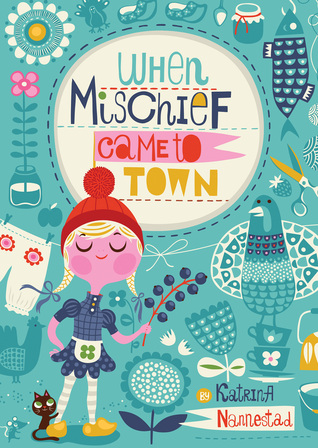 WHEN
MiSCHiEF
CAME TO
TOWN
BY KATRiNA
NANNESTAD